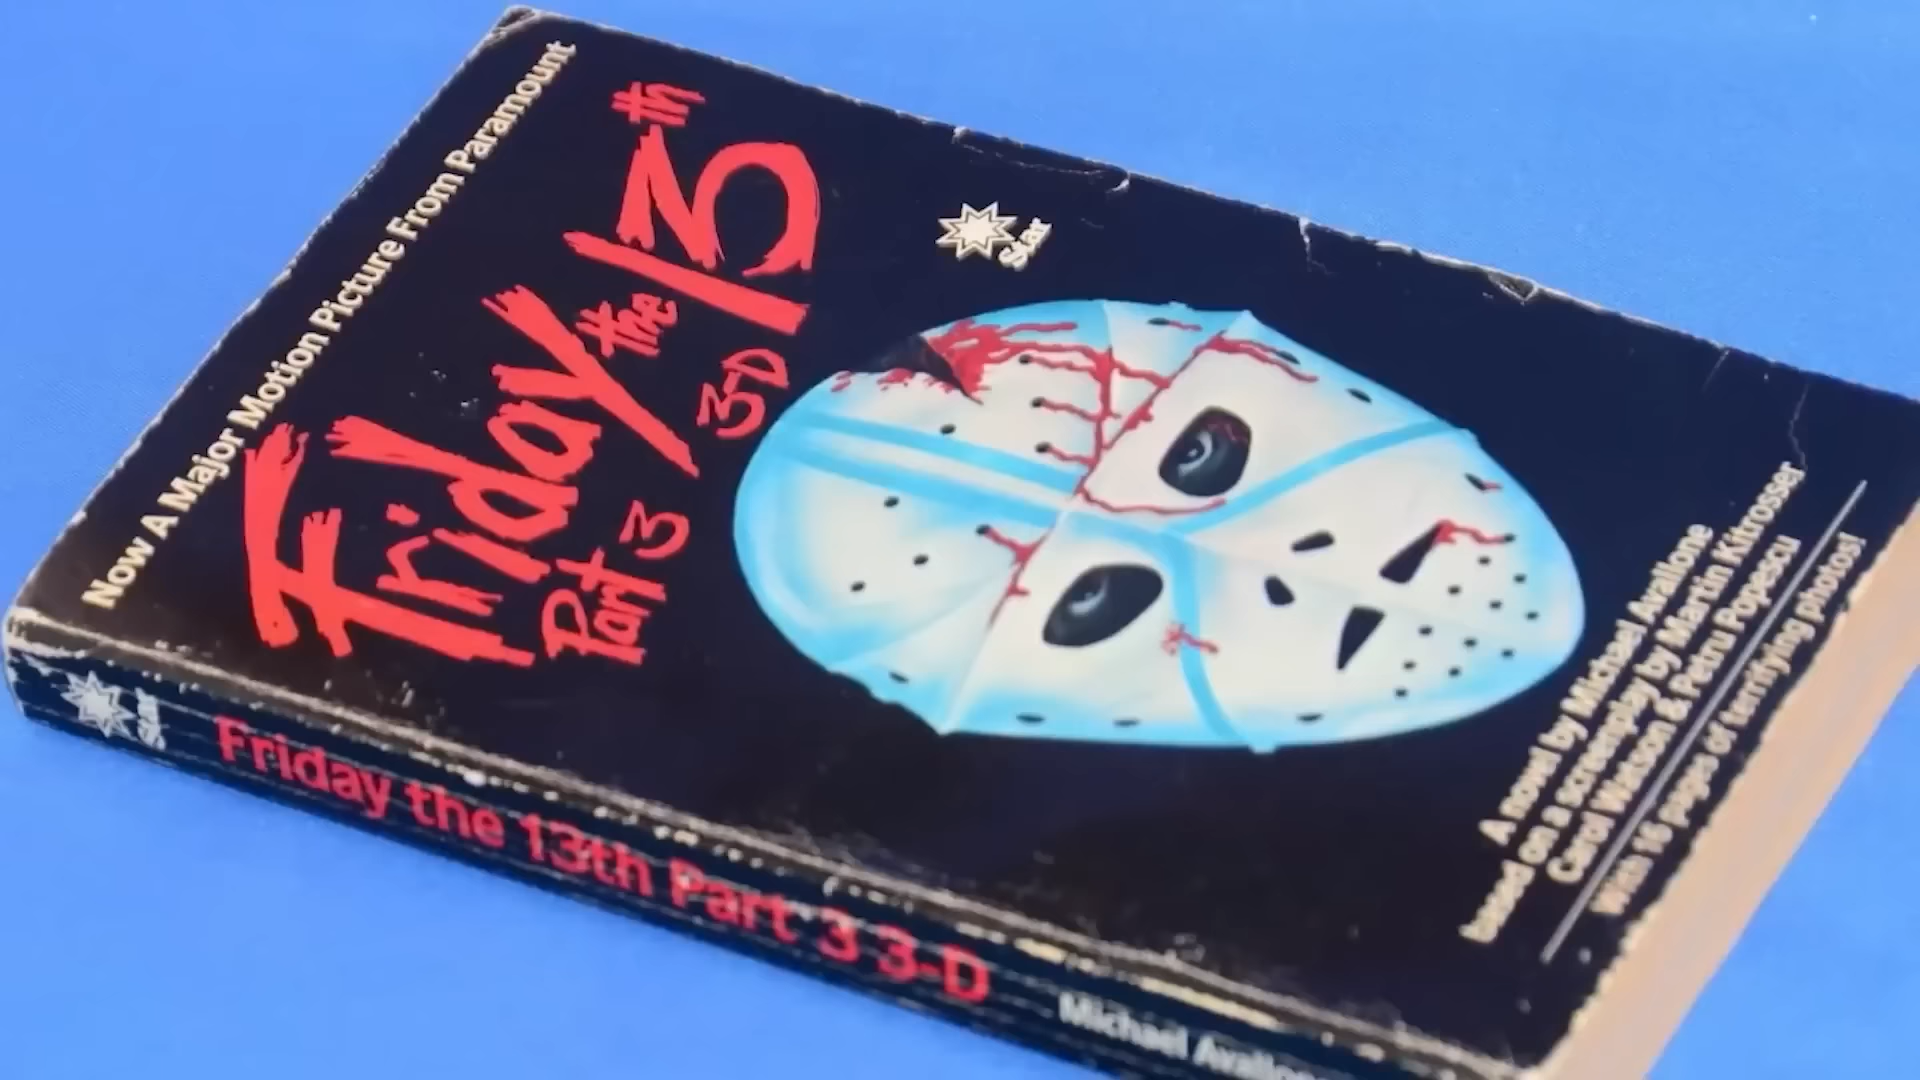 Now A Major Motion Picture From Paramount
Friday the 13th
Part 3 3-D
Star
A novel by Michael Avallone
based on a screenplay by Martin Kitrosser
Carol Watson & Petru Popescu
With 16 pages of terrifying photos!
Star
Friday the 13th Part 3 3-D
Michael Avallone